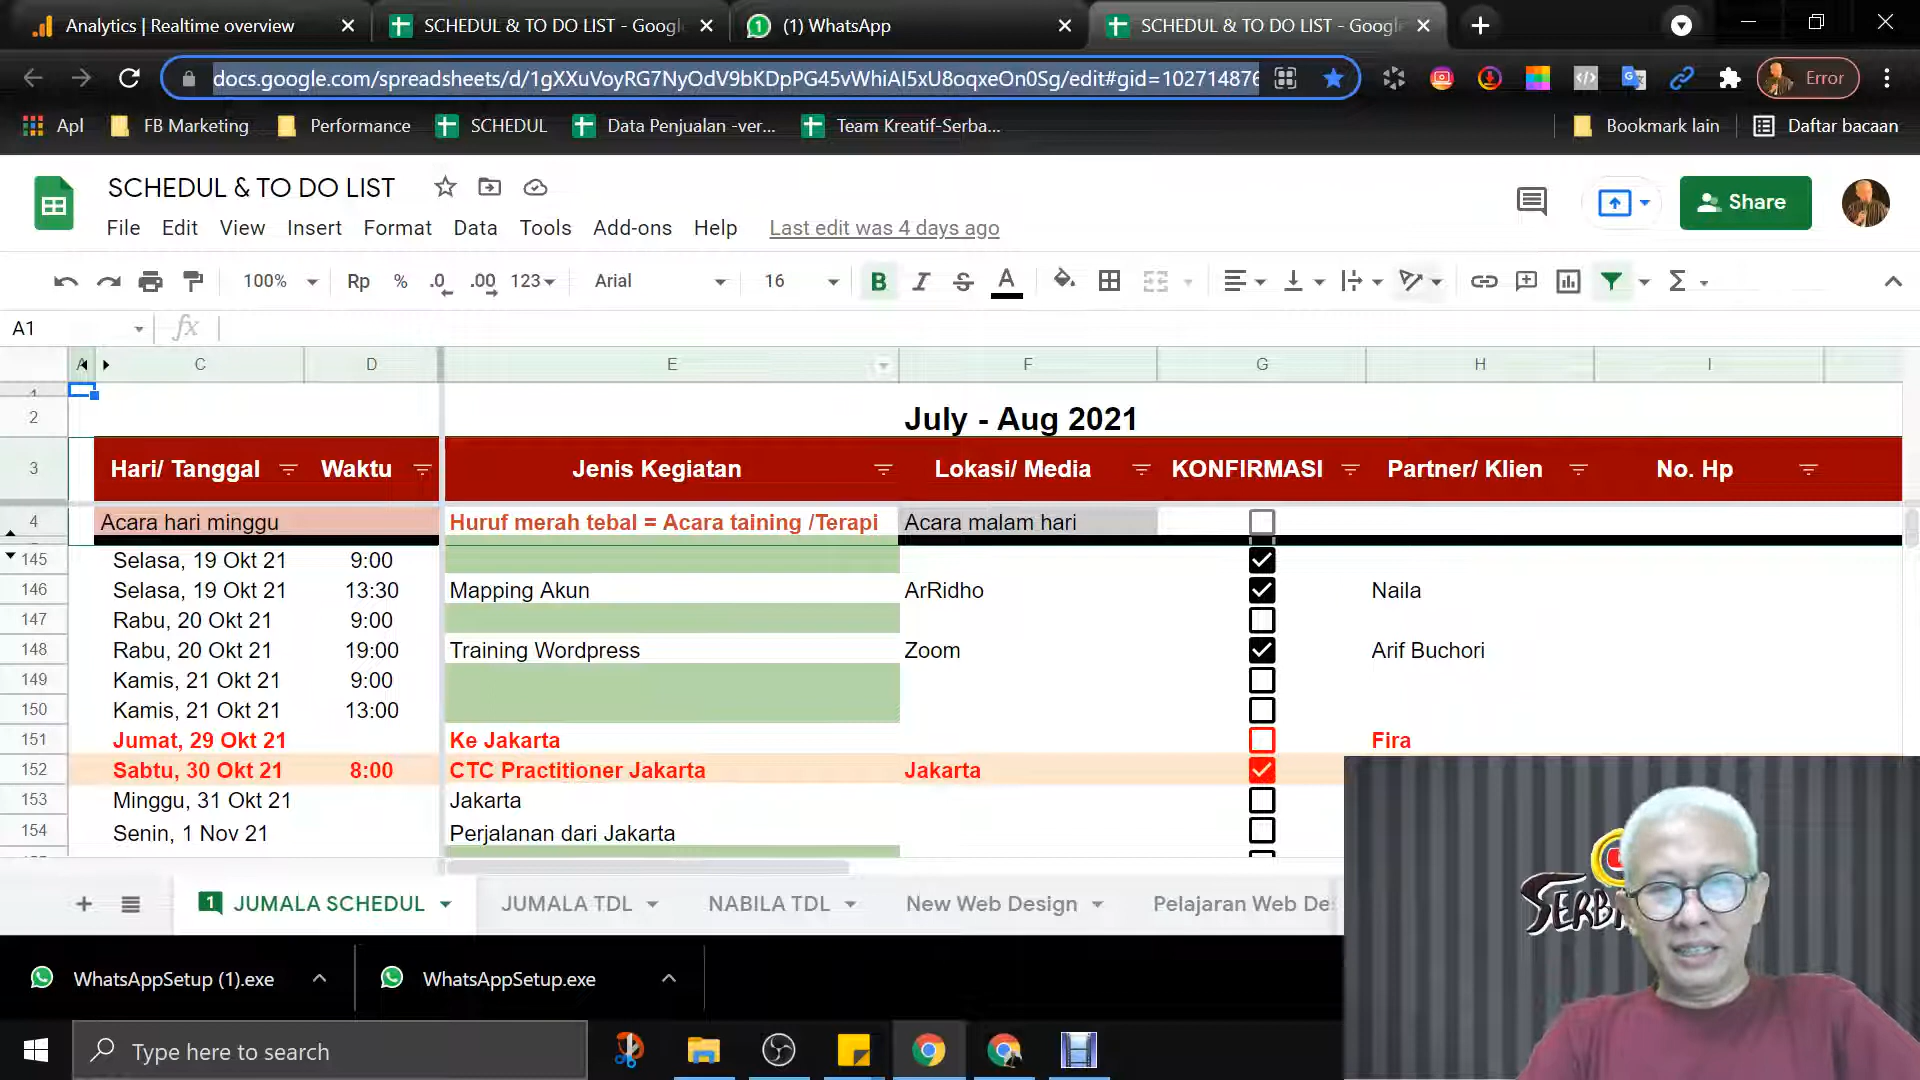 Analytics | Realtime overview
SCHEDUL & TO DO LIST - Googl
(1) WhatsApp
SCHEDUL & TO DO LIST - Googl
docs.google.com/spreadsheets/d/1gXXuVoyRG7NyOdV9bKDpPG45vWhiAI5xU8oqxeOn0Sg/edit#gid=102714876
Error
Apl
FB Marketing
Performance
SCHEDUL
Data Penjualan -ver...
Team Kreatif-Serba...
Bookmark lain
Daftar bacaan
SCHEDUL & TO DO LIST
Share
File Edit View Insert Format Data Tools Add-ons Help Last edit was 4 days ago
100% Rp % .0 .00 123 Arial 16 B I S A Σ
A1 fx
A C D E F G H I
1
2 July - Aug 2021
3 Hari/ Tanggal Waktu Jenis Kegiatan Lokasi/ Media KONFIRMASI Partner/ Klien No. Hp
4 Acara hari minggu Huruf merah tebal = Acara taining /Terapi Acara malam hari
145 Selasa, 19 Okt 21 9:00
146 Selasa, 19 Okt 21 13:30 Mapping Akun ArRidho Naila
147 Rabu, 20 Okt 21 9:00
148 Rabu, 20 Okt 21 19:00 Training Wordpress Zoom Arif Buchori
149 Kamis, 21 Okt 21 9:00
150 Kamis, 21 Okt 21 13:00
151 Jumat, 29 Okt 21 Ke Jakarta Fira
152 Sabtu, 30 Okt 21 8:00 CTC Practitioner Jakarta Jakarta
153 Minggu, 31 Okt 21 Jakarta
154 Senin, 1 Nov 21 Perjalanan dari Jakarta
1 JUMALA SCHEDUL
JUMALA TDL
NABILA TDL
New Web Design
Pelajaran Web De
WhatsAppSetup (1).exe
WhatsAppSetup.exe
Type here to search